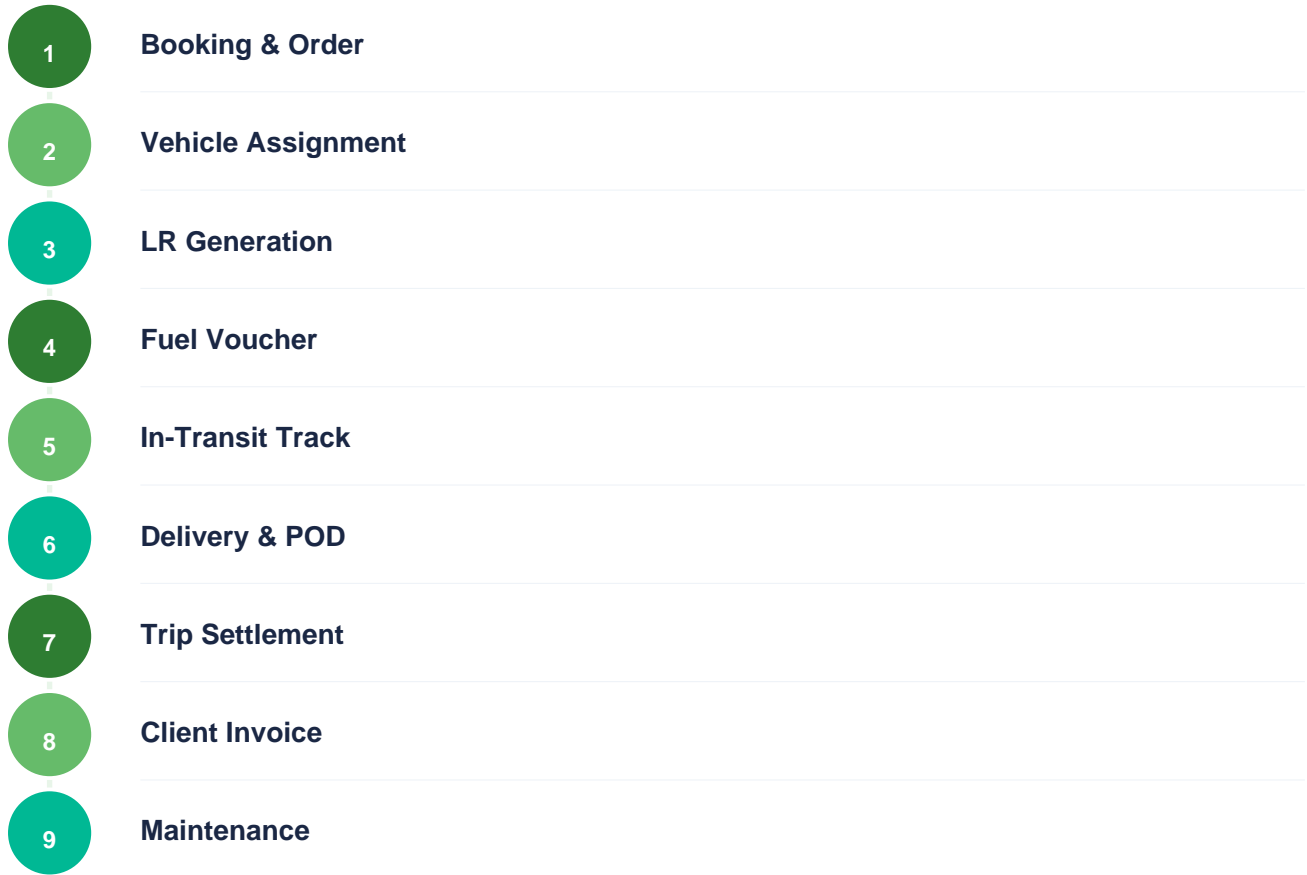 1 Booking & Order
2 Vehicle Assignment
3 LR Generation
4 Fuel Voucher
5 In-Transit Track
6 Delivery & POD
7 Trip Settlement
8 Client Invoice
9 Maintenance